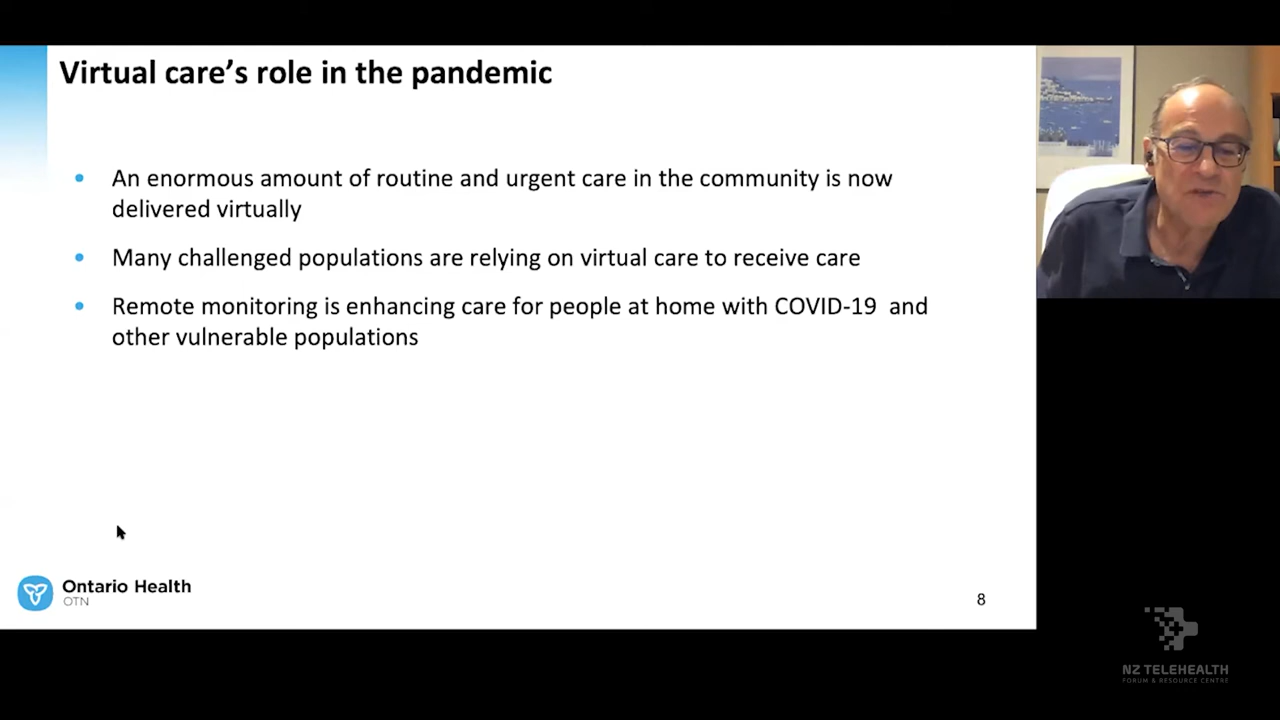 Virtual care’s role in the pandemic
• An enormous amount of routine and urgent care in the community is now
delivered virtually
• Many challenged populations are relying on virtual care to receive care
• Remote monitoring is enhancing care for people at home with COVID-19  and
other vulnerable populations
Ontario Health
OTN
8
NZ TELEHEALTH
FORUM & RESOURCE CENTRE